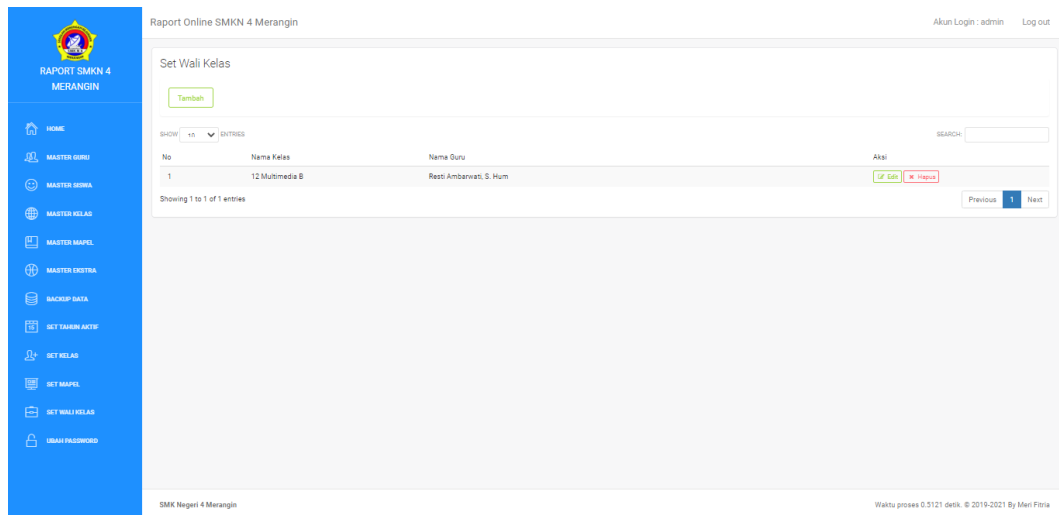 RAPORT SMKN 4
MERANGIN
HOME
MASTER GURU
MASTER SISWA
MASTER KELAS
MASTER MAPEL
MASTER EKSTRA
BACKUP DATA
SET TAHUN AKTIF
SET KELAS
SET MAPEL
SET WALI KELAS
UBAH PASSWORD
Raport Online SMKN 4 Merangin
Akun Login : admin Log out
Set Wali Kelas
Tambah
SHOW 10 ENTRIES SEARCH:
No Nama Kelas Nama Guru Aksi
1 12 Multimedia B Resti Ambarwati, S. Hum Edit Hapus
Showing 1 to 1 of 1 entries Previous 1 Next
SMK Negeri 4 Merangin Waktu proses 0.5121 detik. © 2019-2021 By Meri Fitria